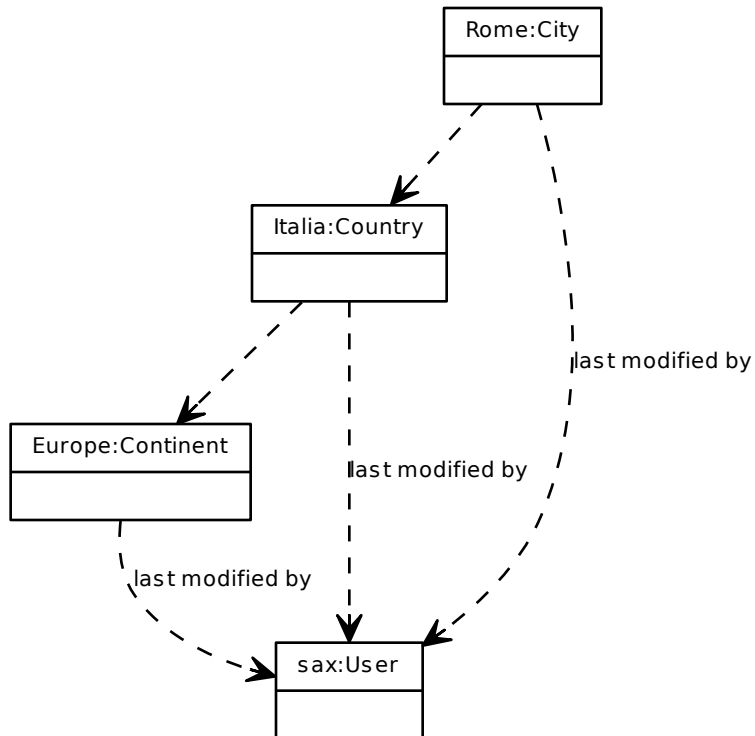 Rome:City
Italia:Country
last modified by
Europe:Continent
last modified by
last modified by
sax:User